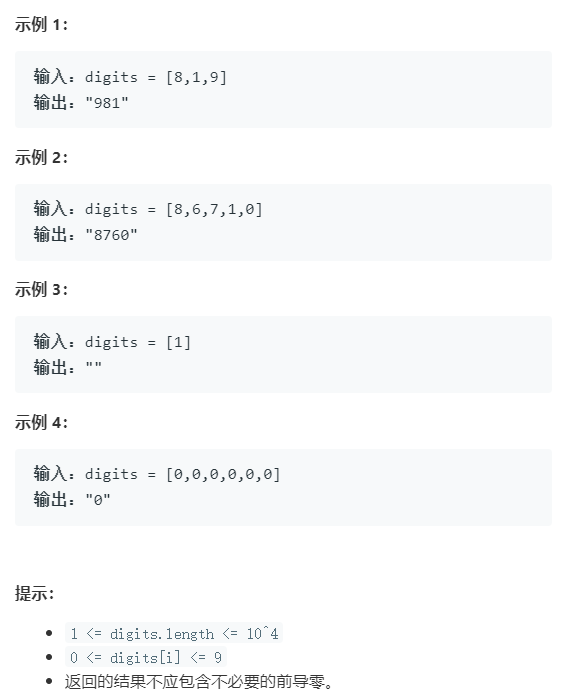 示例 1：
输入：digits = [8,1,9]
输出："981"
示例 2：
输入：digits = [8,6,7,1,0]
输出："8760"
示例 3：
输入：digits = [1]
输出：""
示例 4：
输入：digits = [0,0,0,0,0,0]
输出："0"
提示：
1 <= digits.length <= 10^4
0 <= digits[i] <= 9
返回的结果不应包含不必要的前导零。